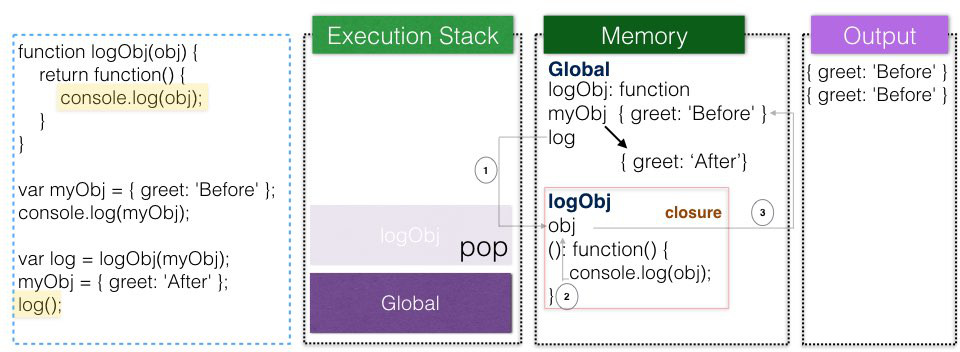 function logObj(obj) {
return function() {
console.log(obj);
}
}
var myObj = { greet: 'Before' };
console.log(myObj);
var log = logObj(myObj);
myObj = { greet: 'After' };
log();
Execution Stack
logObj
pop
Global
Memory
Global
logObj: function
myObj { greet: 'Before' }
log
{ greet: ‘After’}
1
logObj
closure
obj
3
(): function() {
console.log(obj);
}
2
Output
{ greet: 'Before' }
{ greet: 'Before' }